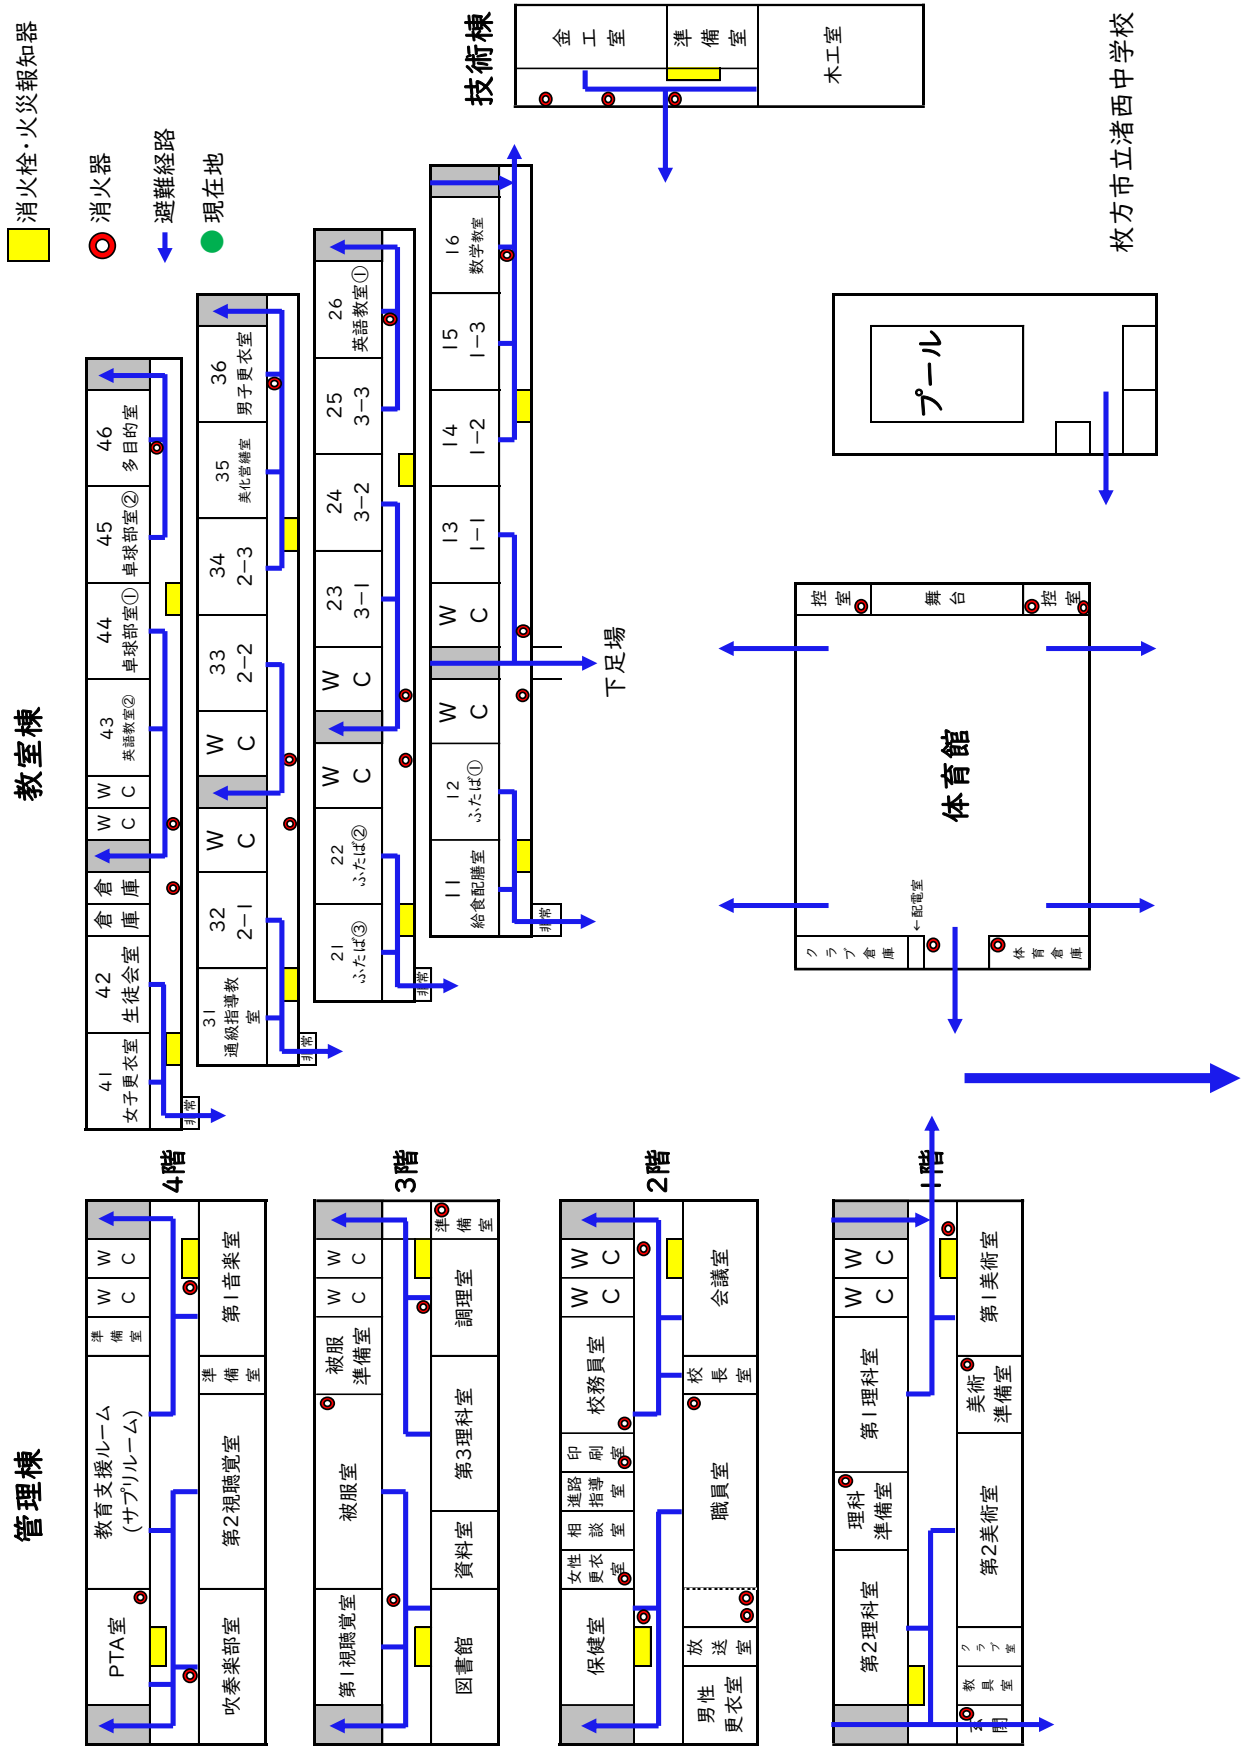 消火栓・火災報知器
消火器
避難経路
現在地
教室棟
46
多目的室
45
卓球部室②
44
卓球部室①
43
英語教室②
WC
WC
倉庫
倉庫
42
生徒会室
41
女子更衣室
非常
36
男子更衣室
35
美化営繕室
34
2-3
33
2-2
WC
WC
32
2-1
31
通級指導教
室
非常
26
英語教室①
25
3-3
24
3-2
23
3-1
WC
WC
22
ふたば②
21
ふたば③
非常
16
数学教室
15
1-3
14
1-2
13
1-1
WC
WC
12
ふたば①
11
給食配膳室
非常
下足場
技術棟
金工室
準備室
木工室
枚方市立渚西中学校
プール
体育館
控室
舞台
控室
←配電室
クラブ倉庫
体育倉庫
管理棟
4階
WC
WC
準備室
教育支援ルーム
(サプリルーム)
PTA室
第1音楽室
準備室
第2視聴覚室
吹奏楽部室
3階
WC
WC
被服
準備室
被服室
第1視聴覚室
準備室
調理室
第3理科室
資料室
図書館
2階
WC
WC
校務員室
印刷室
進路
指導
室
相談室
女性
更衣
室
保健室
会議室
校長室
職員室
放送室
男性
更衣室
1階
WC
WC
第1理科室
理科
準備室
第2理科室
第1美術室
美術
準備室
第2美術室
クラブ室
教具室
玄関